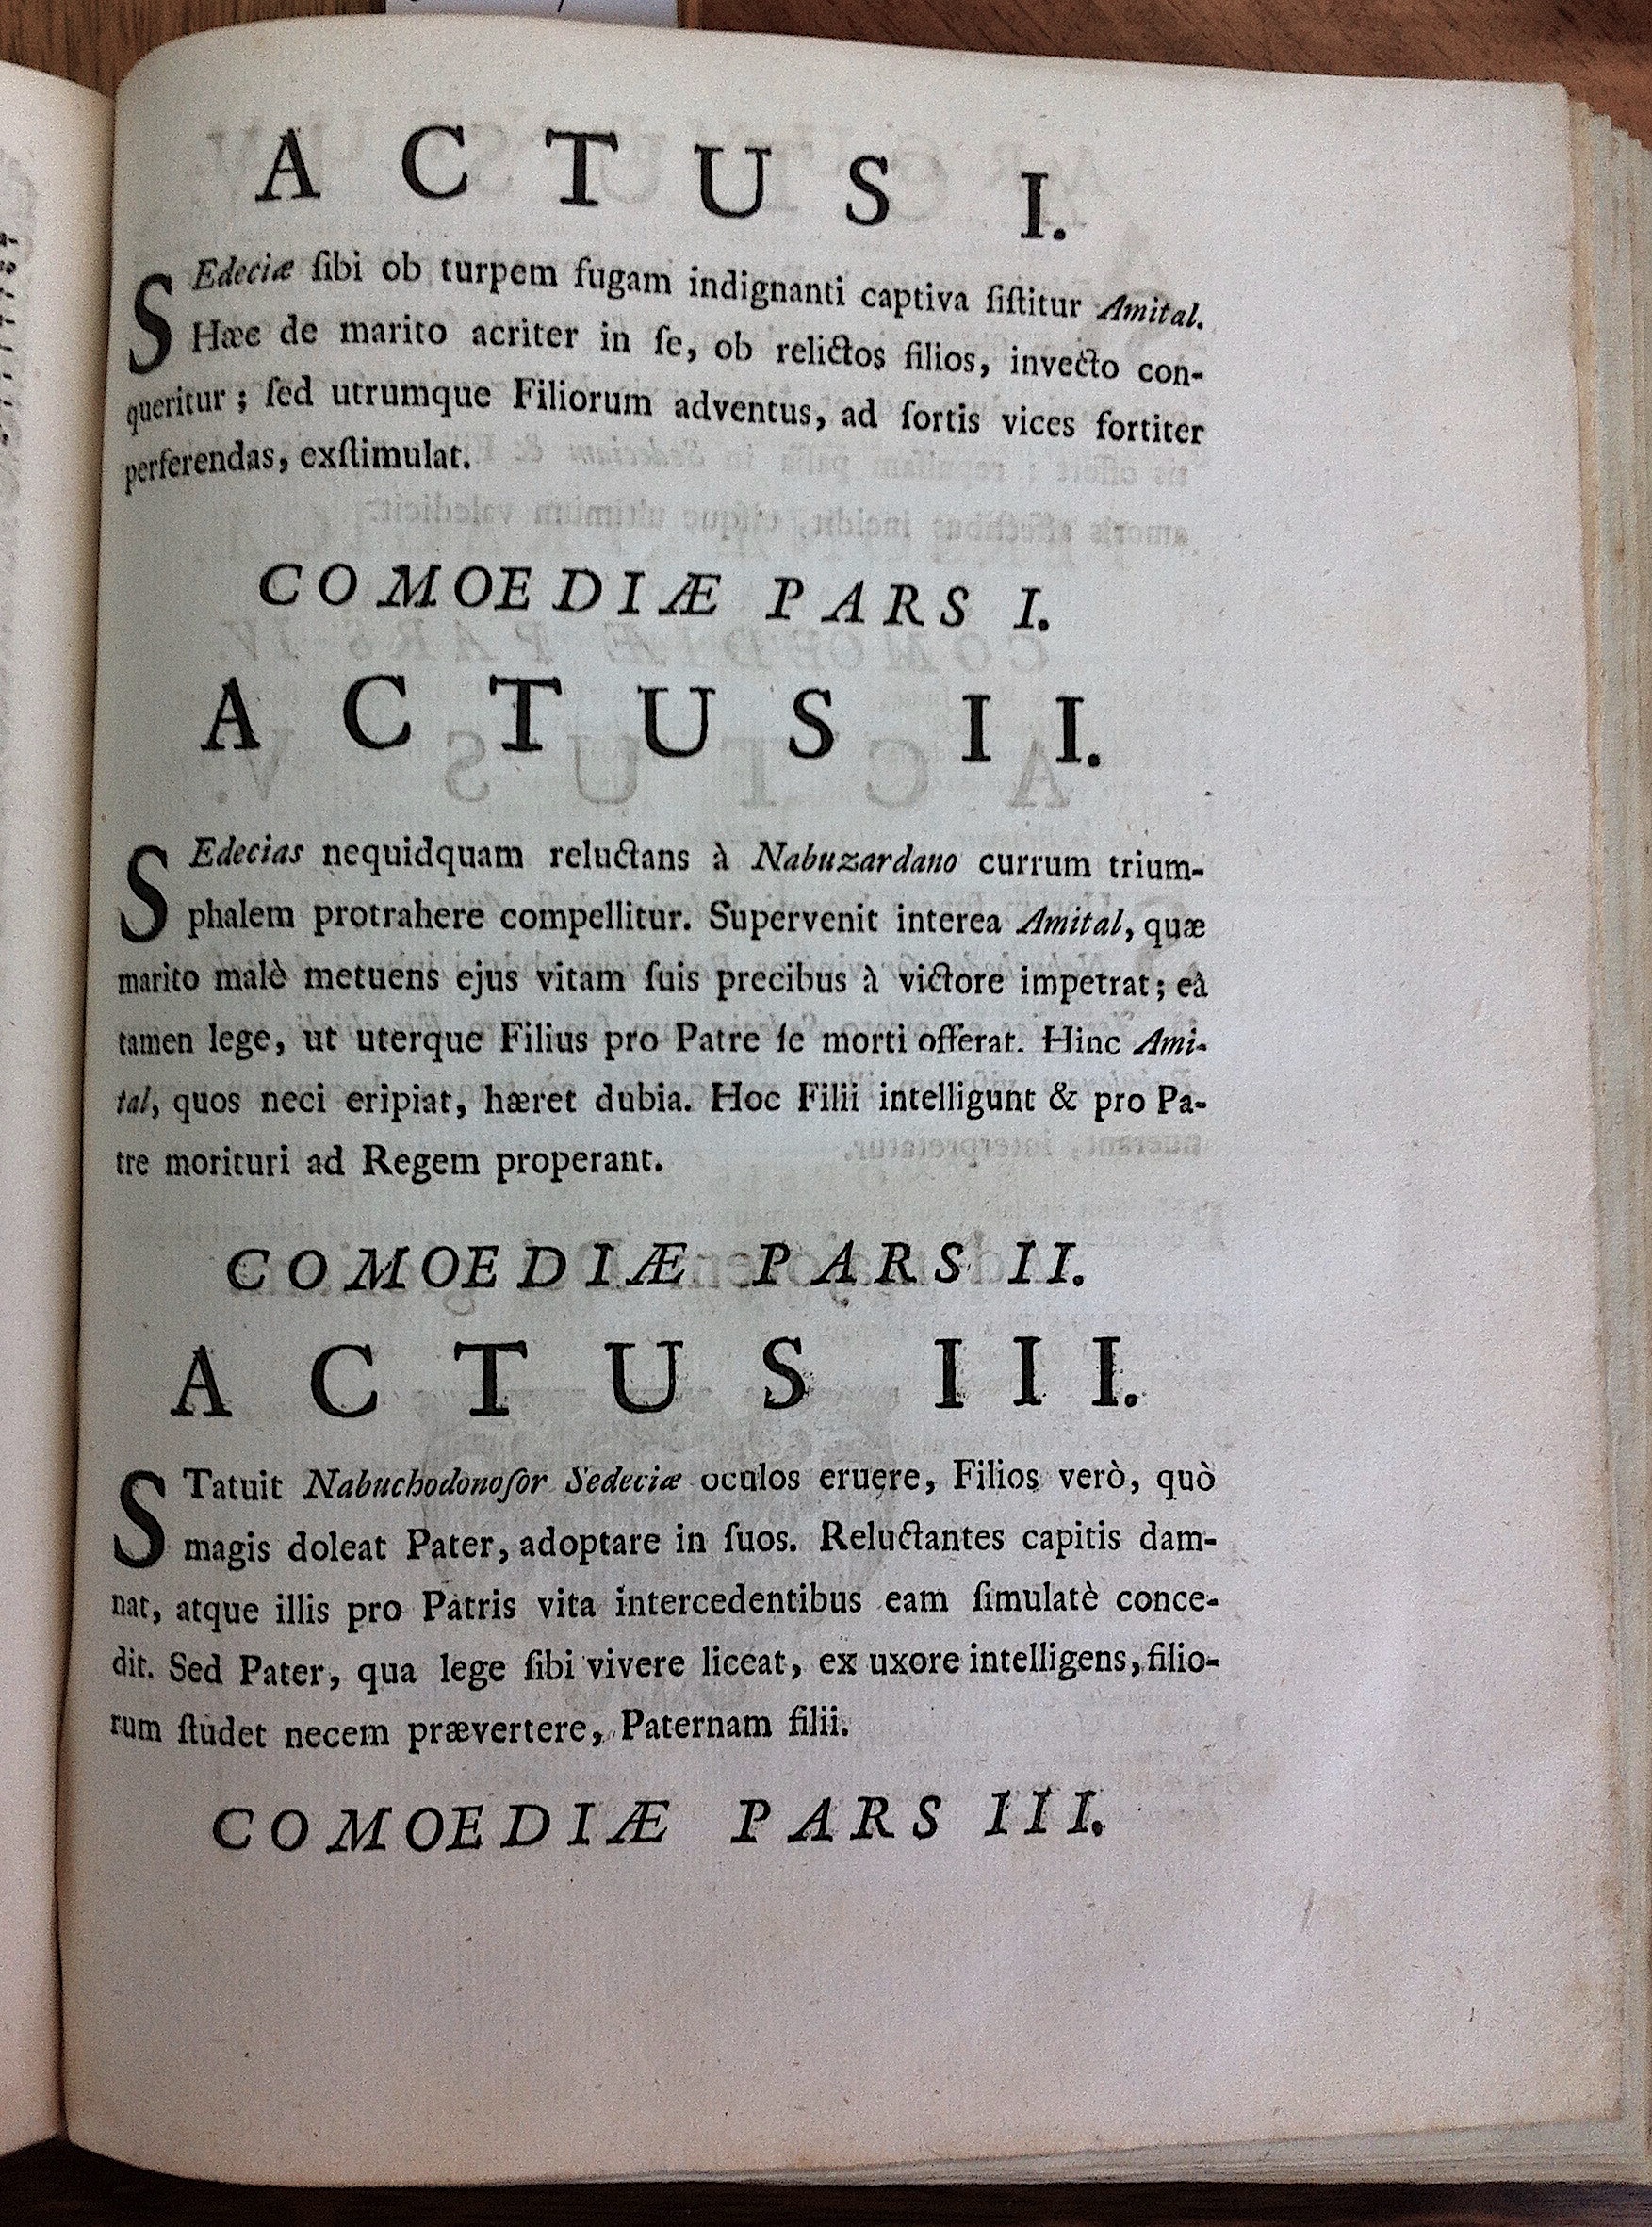 ACTUS I.
SEdeciæ ſibi ob turpem fugam indignanti captiva ſiſtitur Amital.
Hæc de marito acriter in ſe, ob relictos filios, invecto con-
queritur; ſed utrumque Filiorum adventus, ad ſortis vices fortiter
perferendas, exſtimulat.
COMOEDIÆ PARS I.
ACTUS II.
SEdecias nequidquam reluctans à Nabuzardano currum trium-
phalem protrahere compellitur. Supervenit interea Amital, quæ
marito malè metuens ejus vitam ſuis precibus à victore impetrat; eâ
tamen lege, ut uterque Filius pro Patre ſe morti offerat. Hinc Ami-
tal, quos neci eripiat, hæret dubia. Hoc Filii intelligunt & pro Pa-
tre morituri ad Regem properant.
COMOEDIÆ PARS II.
ACTUS III.
STatuit Nabuchodonoſor Sedeciæ oculos eruere, Filios verò, quò
magis doleat Pater, adoptare in ſuos. Reluctantes capitis dam-
nat, atque illis pro Patris vita intercedentibus eam ſimulatè conce-
dit. Sed Pater, qua lege ſibi vivere liceat, ex uxore intelligens, filio-
rum ſtudet necem prævertere, Paternam filii.
COMOEDIÆ PARS III.